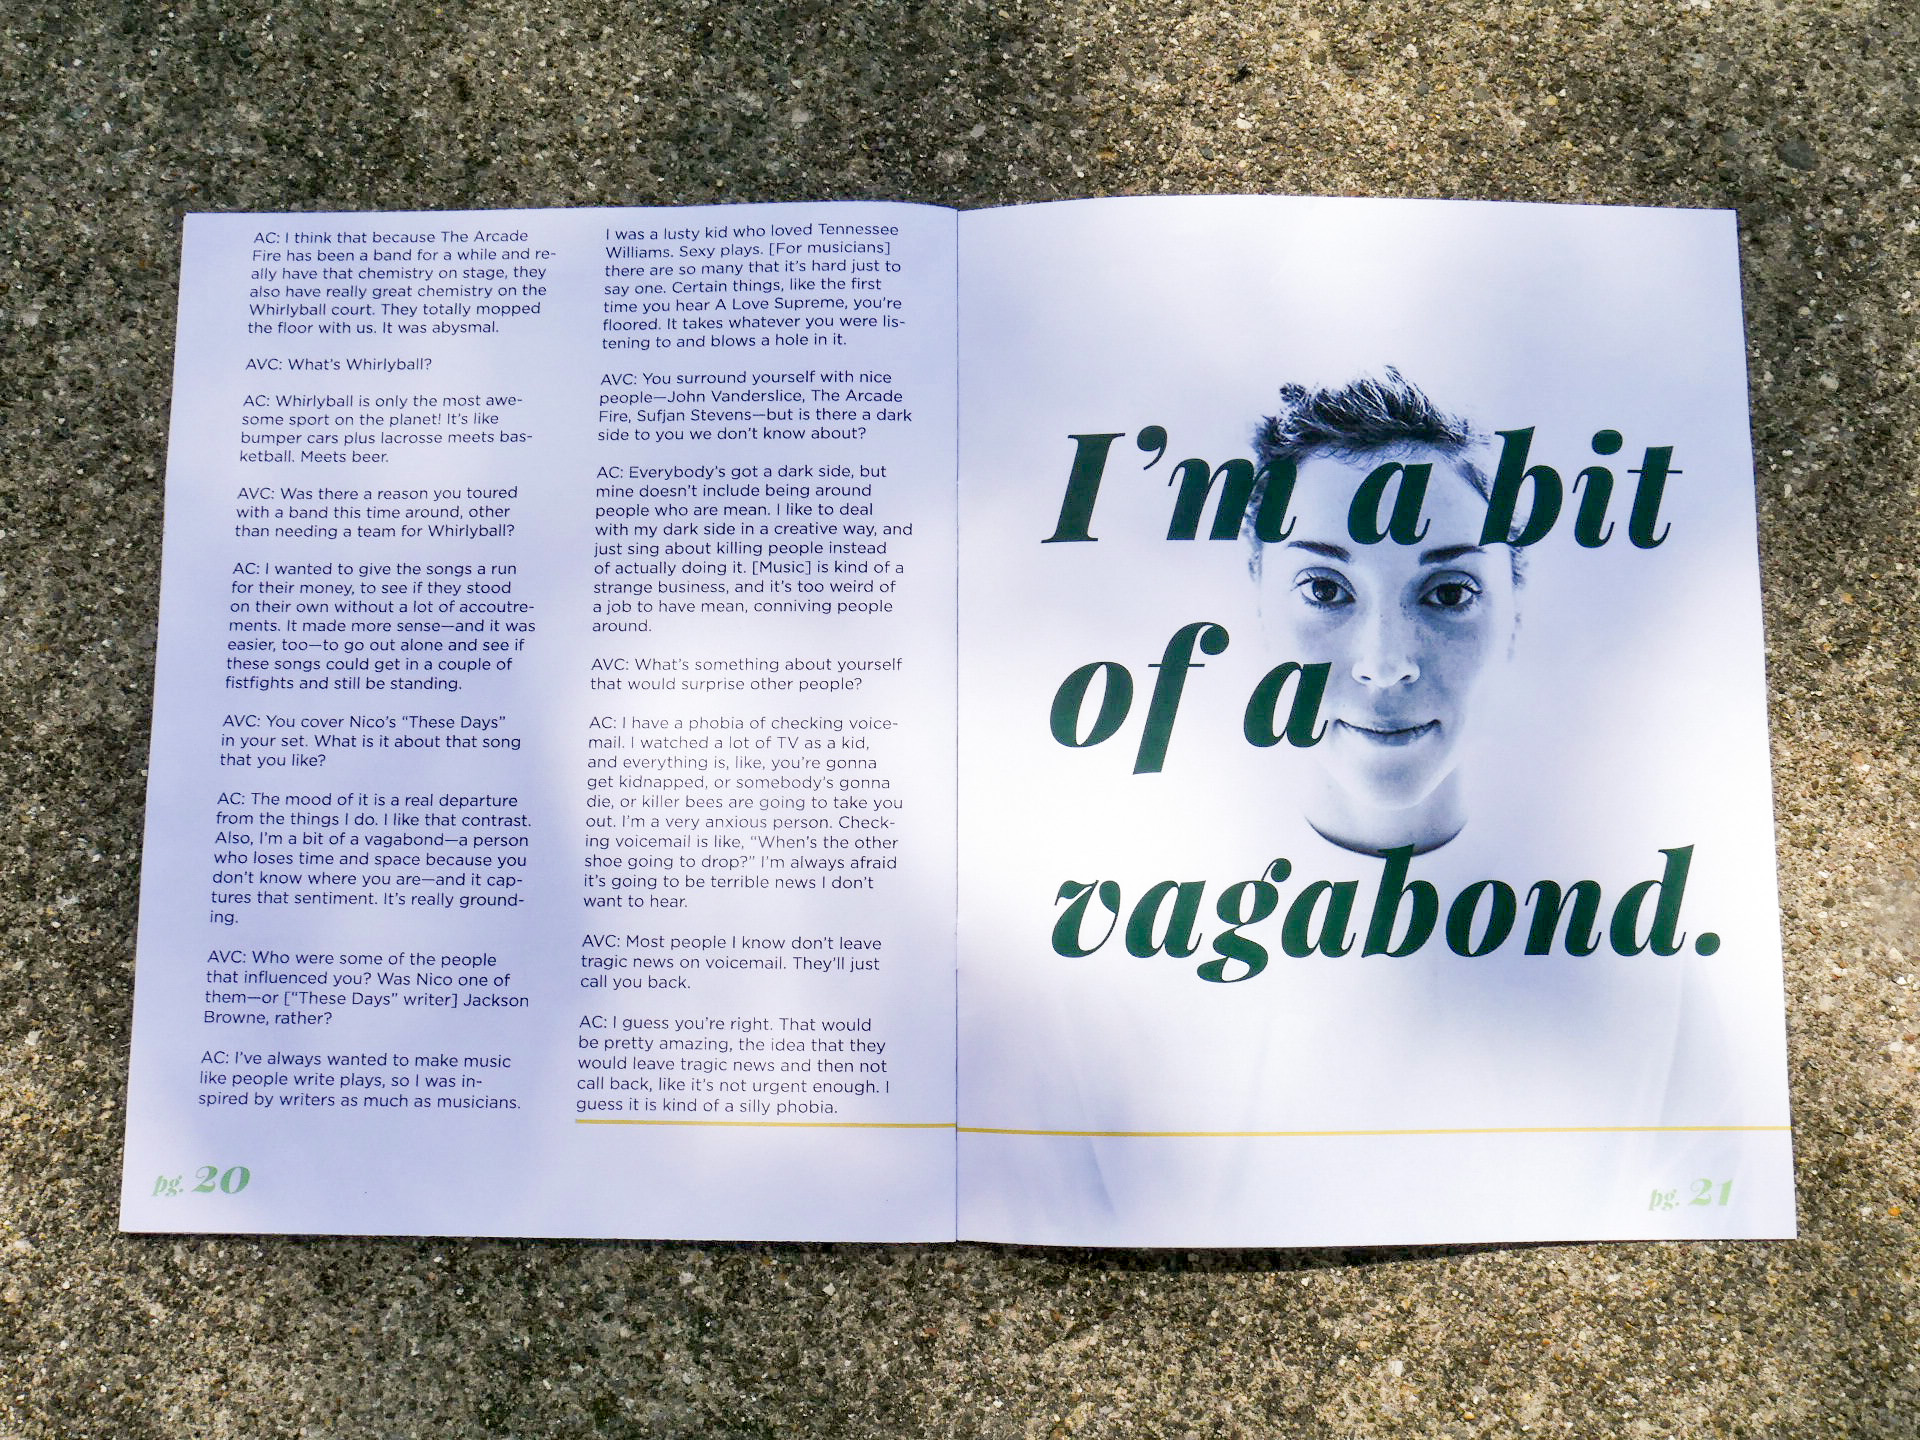 AC: I think that because The Arcade
Fire has been a band for a while and re-
ally have that chemistry on stage, they
also have really great chemistry on the
Whirlyball court. They totally mopped
the floor with us. It was abysmal.
AVC: What's Whirlyball?
AC: Whirlyball is only the most awe-
some sport on the planet! It's like
bumper cars plus lacrosse meets bas-
ketball. Meets beer.
AVC: Was there a reason you toured
with a band this time around, other
than needing a team for Whirlyball?
AC: I wanted to give the songs a run
for their money, to see if they stood
on their own without a lot of accoutre-
ments. It made more sense—and it was
easier, too—to go out alone and see if
these songs could get in a couple of
fistfights and still be standing.
AVC: You cover Nico's “These Days”
in your set. What is it about that song
that you like?
AC: The mood of it is a real departure
from the things I do. I like that contrast.
Also, I'm a bit of a vagabond—a person
who loses time and space because you
don't know where you are—and it cap-
tures that sentiment. It's really ground-
ing.
AVC: Who were some of the people
that influenced you? Was Nico one of
them—or [“These Days” writer] Jackson
Browne, rather?
AC: I've always wanted to make music
like people write plays, so I was in-
spired by writers as much as musicians.
I was a lusty kid who loved Tennessee
Williams. Sexy plays. [For musicians]
there are so many that it's hard just to
say one. Certain things, like the first
time you hear A Love Supreme, you're
floored. It takes whatever you were lis-
tening to and blows a hole in it.
AVC: You surround yourself with nice
people—John Vanderslice, The Arcade
Fire, Sufjan Stevens—but is there a dark
side to you we don't know about?
AC: Everybody's got a dark side, but
mine doesn't include being around
people who are mean. I like to deal
with my dark side in a creative way, and
just sing about killing people instead
of actually doing it. [Music] is kind of a
strange business, and it's too weird of
a job to have mean, conniving people
around.
AVC: What's something about yourself
that would surprise other people?
AC: I have a phobia of checking voice-
mail. I watched a lot of TV as a kid,
and everything is, like, you're gonna
get kidnapped, or somebody's gonna
die, or killer bees are going to take you
out. I'm a very anxious person. Check-
ing voicemail is like, “When's the other
shoe going to drop?” I'm always afraid
it's going to be terrible news I don't
want to hear.
AVC: Most people I know don't leave
tragic news on voicemail. They'll just
call you back.
AC: I guess you're right. That would
be pretty amazing, the idea that they
would leave tragic news and then not
call back, like it's not urgent enough. I
guess it is kind of a silly phobia.
pg. 20
I'm a bit
of a
vagabond.
pg. 21